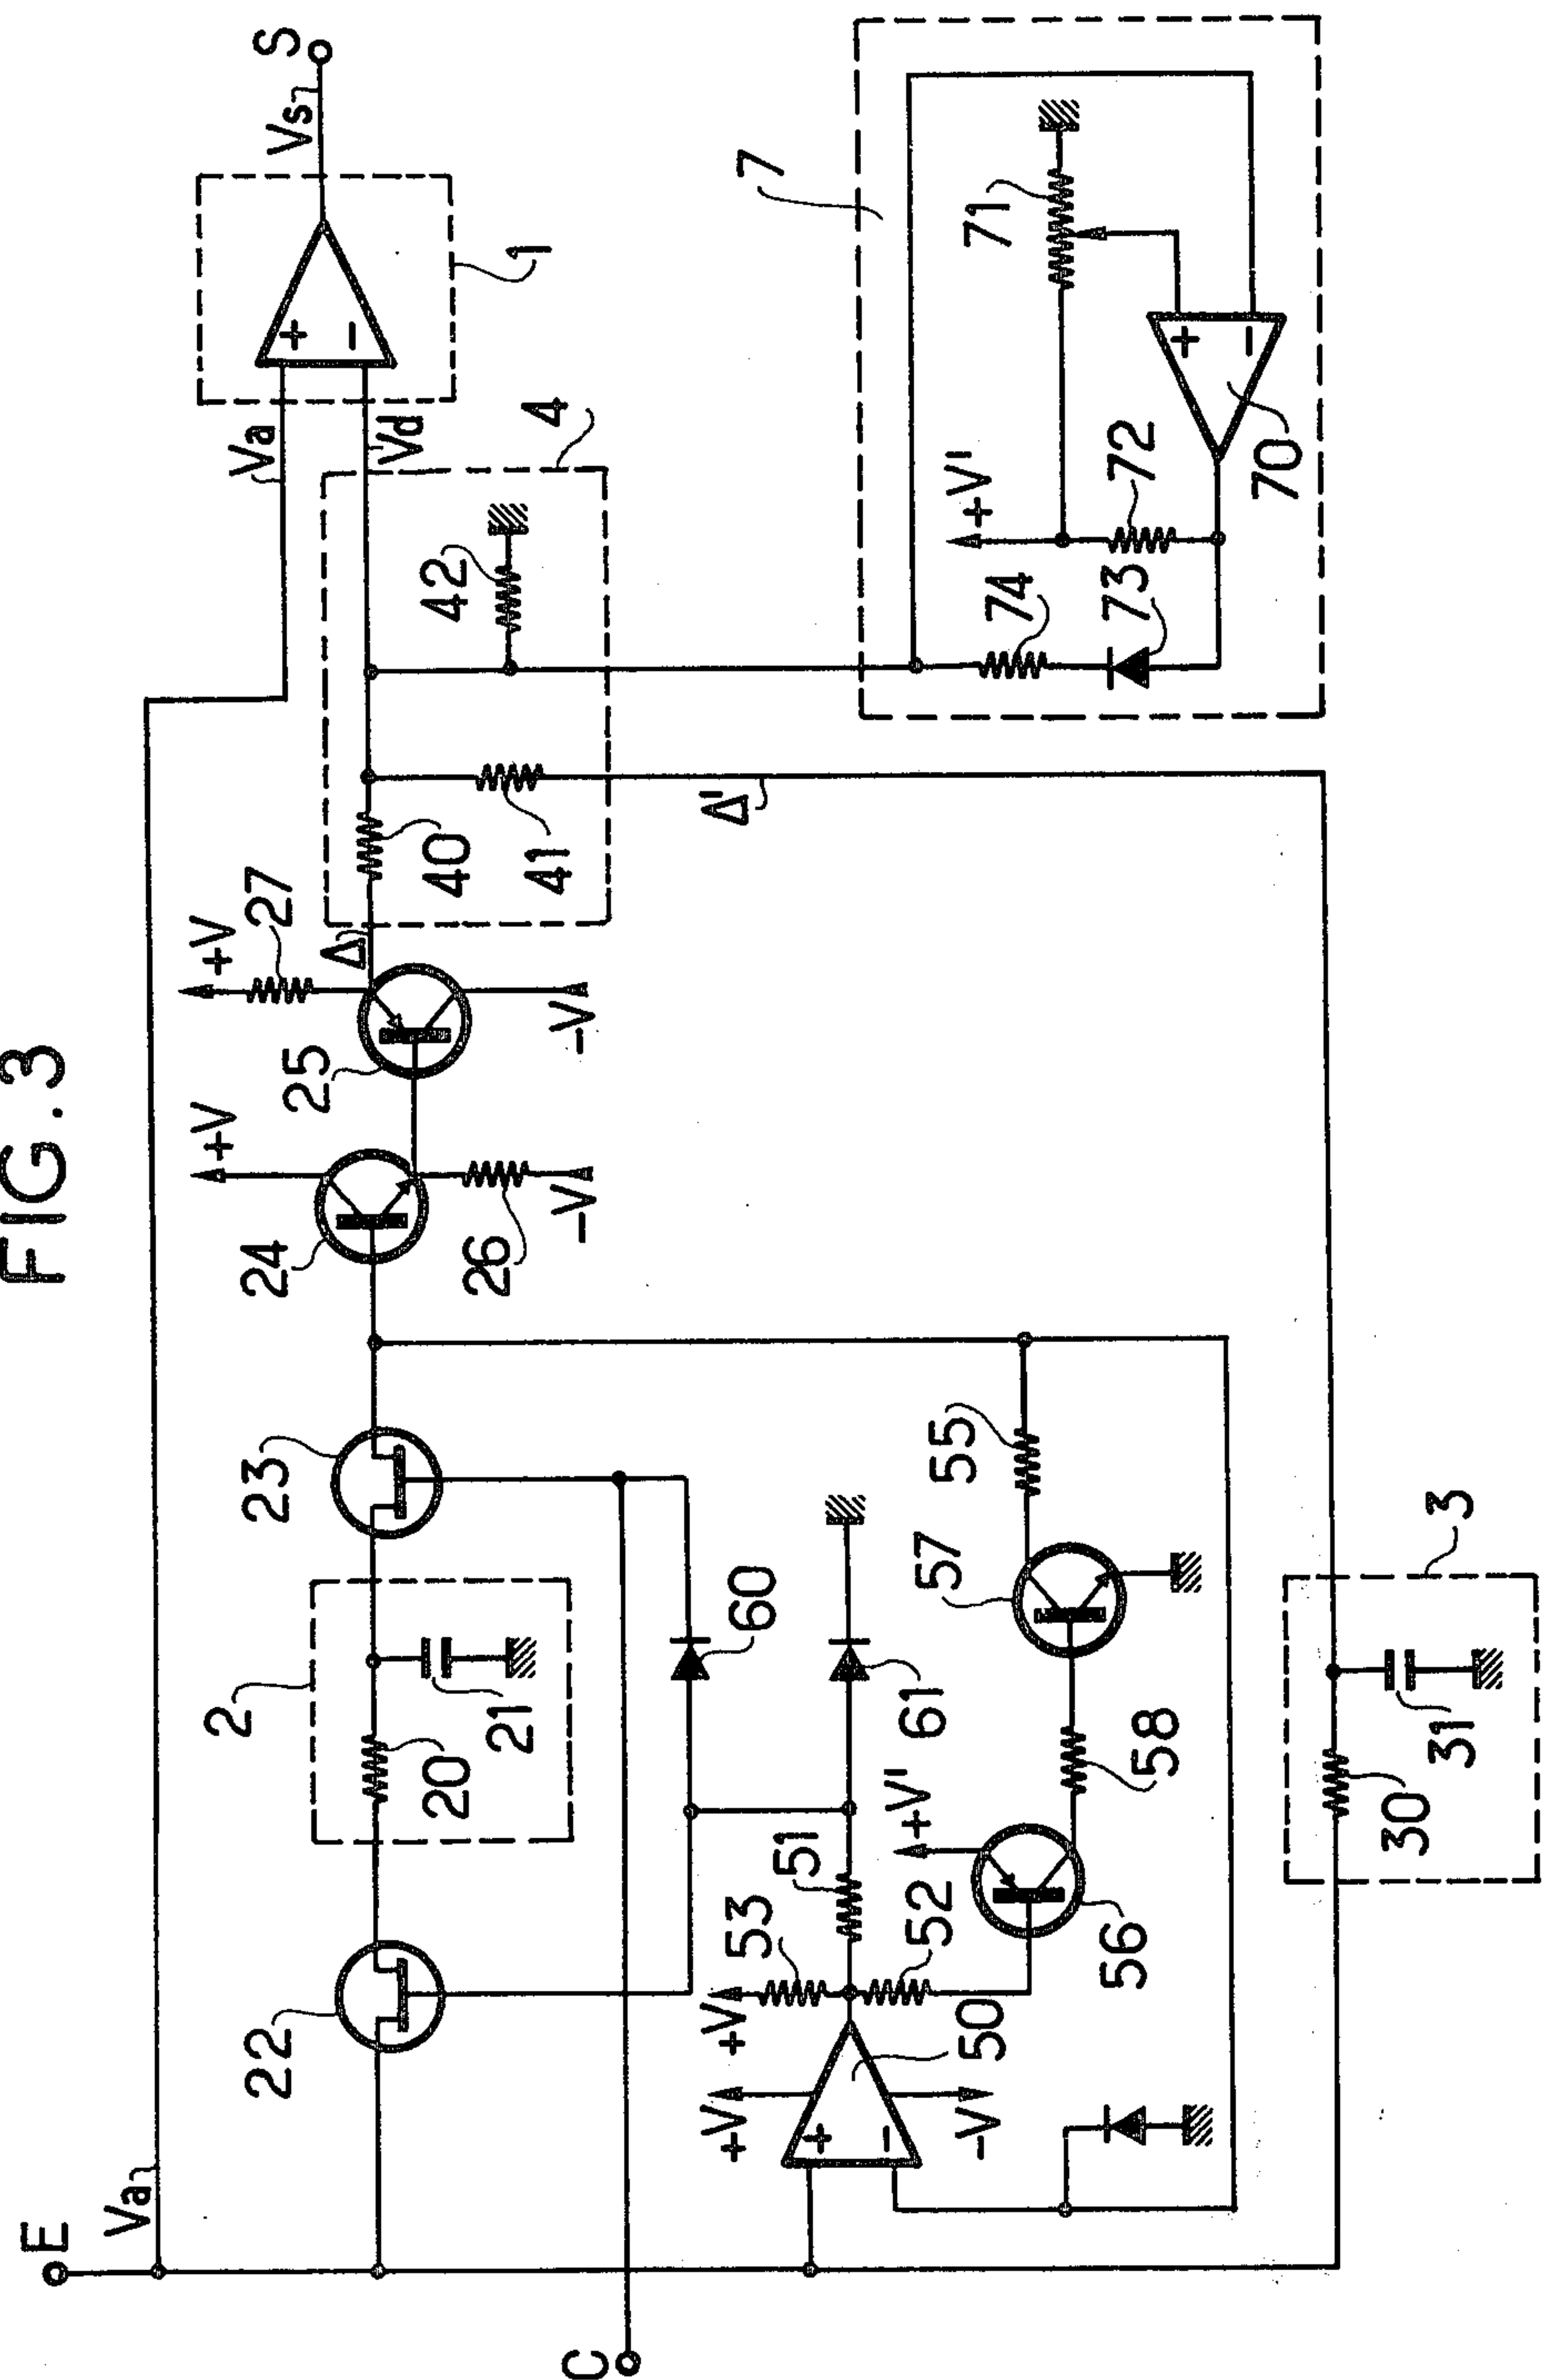 FIG.3
E
Va
Va
Vd
Vs
S
1
22
2
20
21
23
24
+V
26
-V
25
+V
27
-V
Δ
40
41
42
4
C
60
61
+V
-V
50
+V
53
51
52
+V'
56
58
57
55
Δ'
30
31
3
7
71
+V'
72
74
73
70
+
-
+
-
+
-